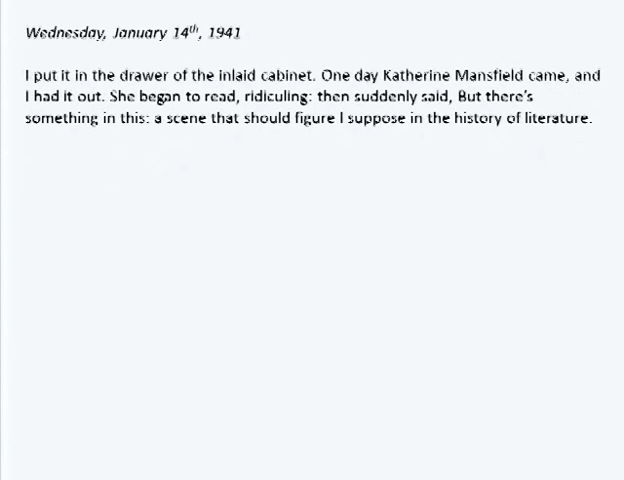 Wednesday, January 14th, 1941
I put it in the drawer of the inlaid cabinet. One day Katherine Mansfield came, and
I had it out. She began to read, ridiculing: then suddenly said, But there's
something in this: a scene that should figure I suppose in the history of literature.